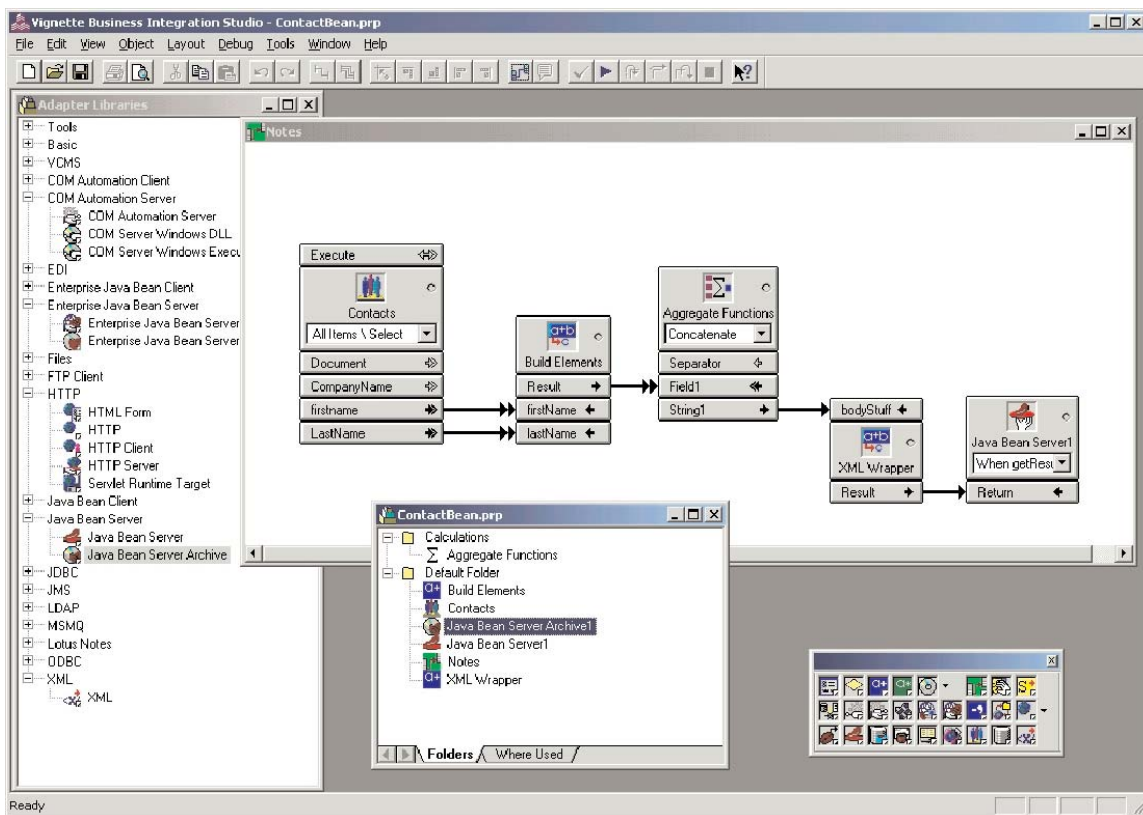 Vignette Business Integration Studio - ContactBean.prp
File Edit View Object Layout Debug Tools Window Help
Adapter Libraries
Tools
Basic
VCMS
COM Automation Client
COM Automation Server
COM Automation Server
COM Server Windows DLL
COM Server Windows Execu
EDI
Enterprise Java Bean Client
Enterprise Java Bean Server
Enterprise Java Bean Server
Enterprise Java Bean Server
Files
FTP Client
HTTP
HTML Form
HTTP
HTTP Client
HTTP Server
Servlet Runtime Target
Java Bean Client
Java Bean Server
Java Bean Server
Java Bean Server Archive
JDBC
JMS
LDAP
MSMQ
Lotus Notes
ODBC
XML
XML
Notes
Execute
Contacts
All Items \ Select
Document
CompanyName
firstname
LastName
a+b
c
Build Elements
Result
firstName
lastName
Aggregate Functions
Concatenate
Separator
Field1
String1
bodyStuff
a+b
c
XML Wrapper
Result
Java Bean Server1
When getResu
Return
ContactBean.prp
Calculations
Aggregate Functions
Default Folder
Build Elements
Contacts
Java Bean Server Archive1
Java Bean Server1
Notes
XML Wrapper
Folders Where Used
Ready